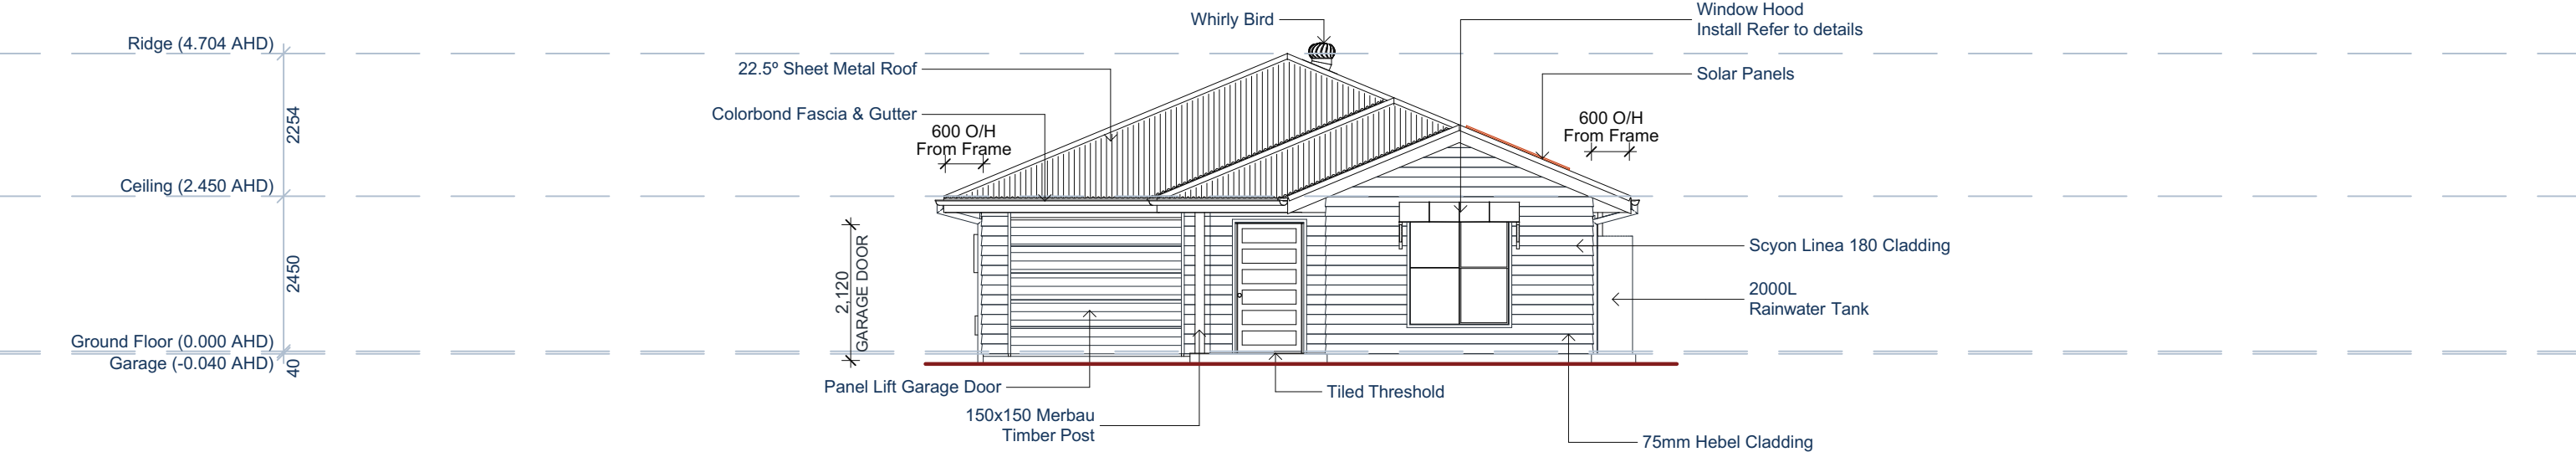 Whirly Bird
Window Hood
Install Refer to details
Ridge (4.704 AHD)
22.5º Sheet Metal Roof
Solar Panels
Colorbond Fascia & Gutter
2254
600 O/H
From Frame
600 O/H
From Frame
Ceiling (2.450 AHD)
2450
2,120
GARAGE DOOR
Scyon Linea 180 Cladding
2000L
Rainwater Tank
Ground Floor (0.000 AHD)
Garage (-0.040 AHD)
40
Panel Lift Garage Door
Tiled Threshold
150x150 Merbau
Timber Post
75mm Hebel Cladding